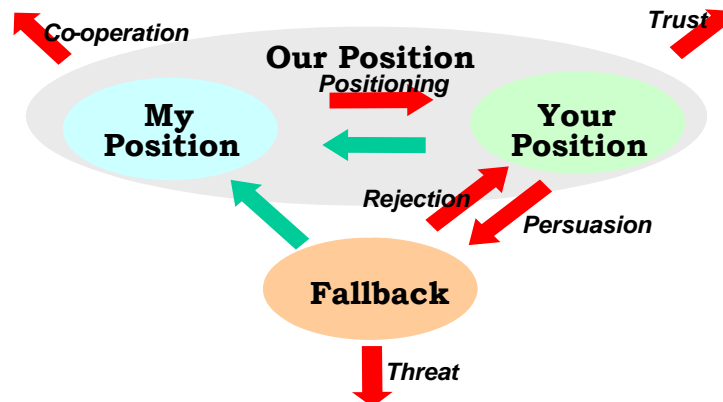 Co-operation
Trust
Our Position
Positioning
My
Position
Your
Position
Rejection
Persuasion
Fallback
Threat